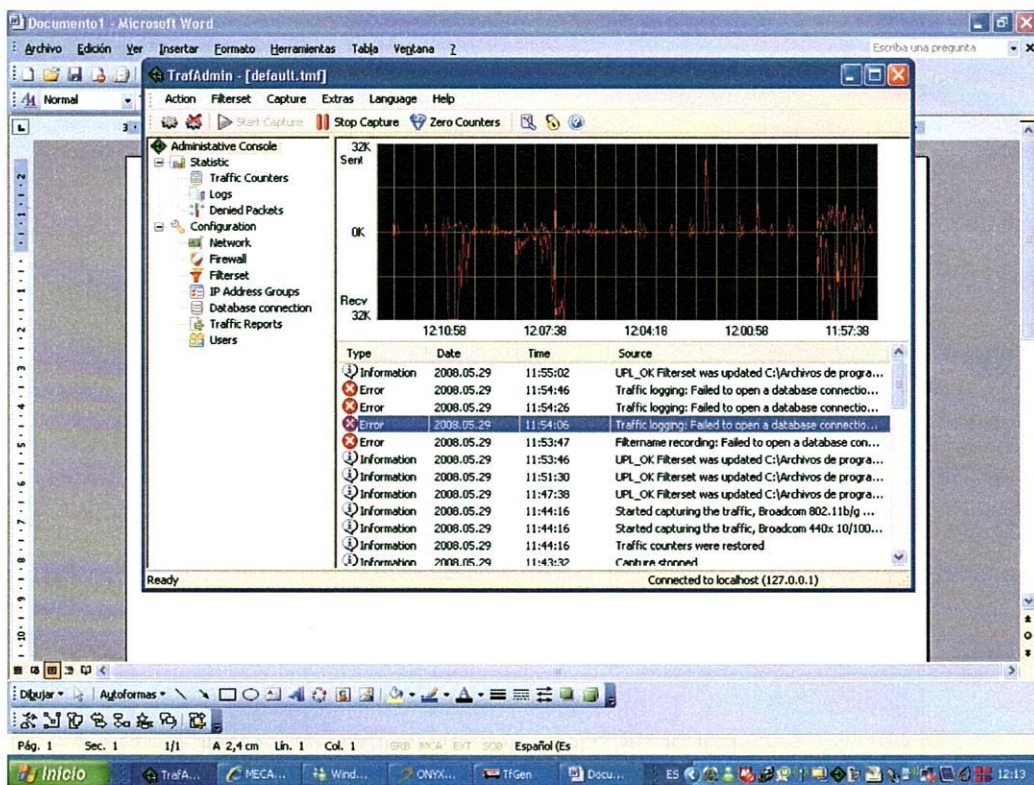 Documento1 - Microsoft Word
Archivo Edición Ver Insertar Formato Herramientas Tabla Ventana ?
Escriba una pregunta
Normal
TrafAdmin - [default.tmf]
Action Filterset Capture Extras Language Help
Start Capture Stop Capture Zero Counters
Administative Console
Statistic
Traffic Counters
Logs
Denied Packets
Configuration
Network
Firewall
Filterset
IP Address Groups
Database connection
Traffic Reports
Users
32K
Sent
0K
Recv
32K
12:10:58 12:07:38 12:04:18 12:00:58 11:57:38
Type Date Time Source
Information 2008.05.29 11:55:02 UPL_OK Filterset was updated C:\Archivos de progra...
Error 2008.05.29 11:54:46 Traffic logging: Failed to open a database connectio...
Error 2008.05.29 11:54:26 Traffic logging: Failed to open a database connectio...
Error 2008.05.29 11:54:06 Traffic logging: Failed to open a database connectio...
Error 2008.05.29 11:53:47 Filtername recording: Failed to open a database con...
Information 2008.05.29 11:53:46 UPL_OK Filterset was updated C:\Archivos de progra...
Information 2008.05.29 11:51:30 UPL_OK Filterset was updated C:\Archivos de progra...
Information 2008.05.29 11:47:38 UPL_OK Filterset was updated C:\Archivos de progra...
Information 2008.05.29 11:44:16 Started capturing the traffic, Broadcom 802.11b/g ...
Information 2008.05.29 11:44:16 Started capturing the traffic, Broadcom 440x 10/100...
Information 2008.05.29 11:44:16 Traffic counters were restored
Information 2008.05.29 11:43:32 Capture stopped
Ready Connected to localhost (127.0.0.1)
Dibujar Autoformas
Pág. 1 Sec. 1 1/1 A 2,4 cm Lín. 1 Col. 1 GRB MCA EXT SOB Español (Es
Inicio TrafA... MECA... Wind... ONYX... TfGen Docu... ES 12:13